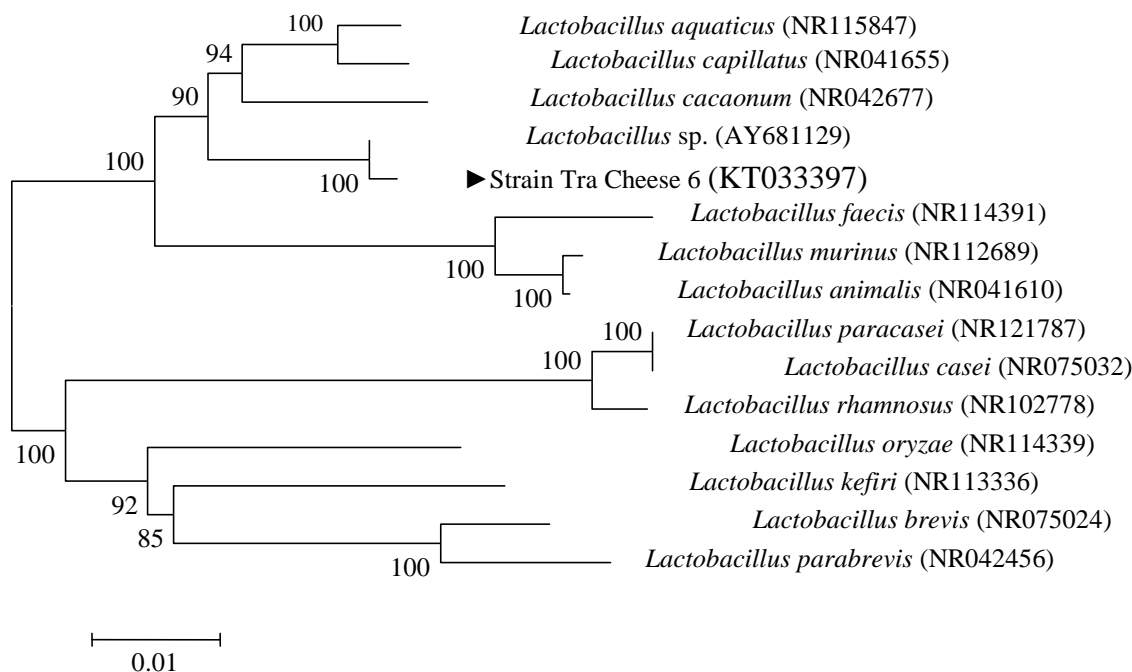 100
Lactobacillus aquaticus (NR115847)
94
Lactobacillus capillatus (NR041655)
90
Lactobacillus cacaonum (NR042677)
Lactobacillus sp. (AY681129)
100
100
►Strain Tra Cheese 6 (KT033397)
Lactobacillus faecis (NR114391)
Lactobacillus murinus (NR112689)
100
100
Lactobacillus animalis (NR041610)
100
Lactobacillus paracasei (NR121787)
100
Lactobacillus casei (NR075032)
Lactobacillus rhamnosus (NR102778)
100
Lactobacillus oryzae (NR114339)
Lactobacillus kefiri (NR113336)
92
Lactobacillus brevis (NR075024)
85
100
Lactobacillus parabrevis (NR042456)
0.01